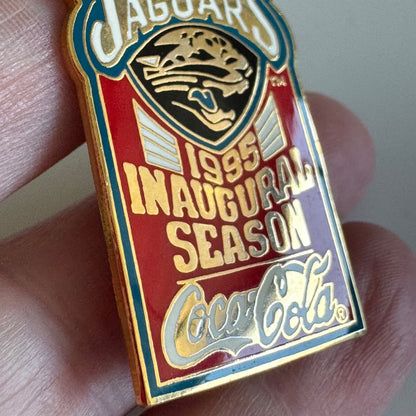 JAGUARS
TM
1995
INAUGURAL
SEASON
Coca-Cola®